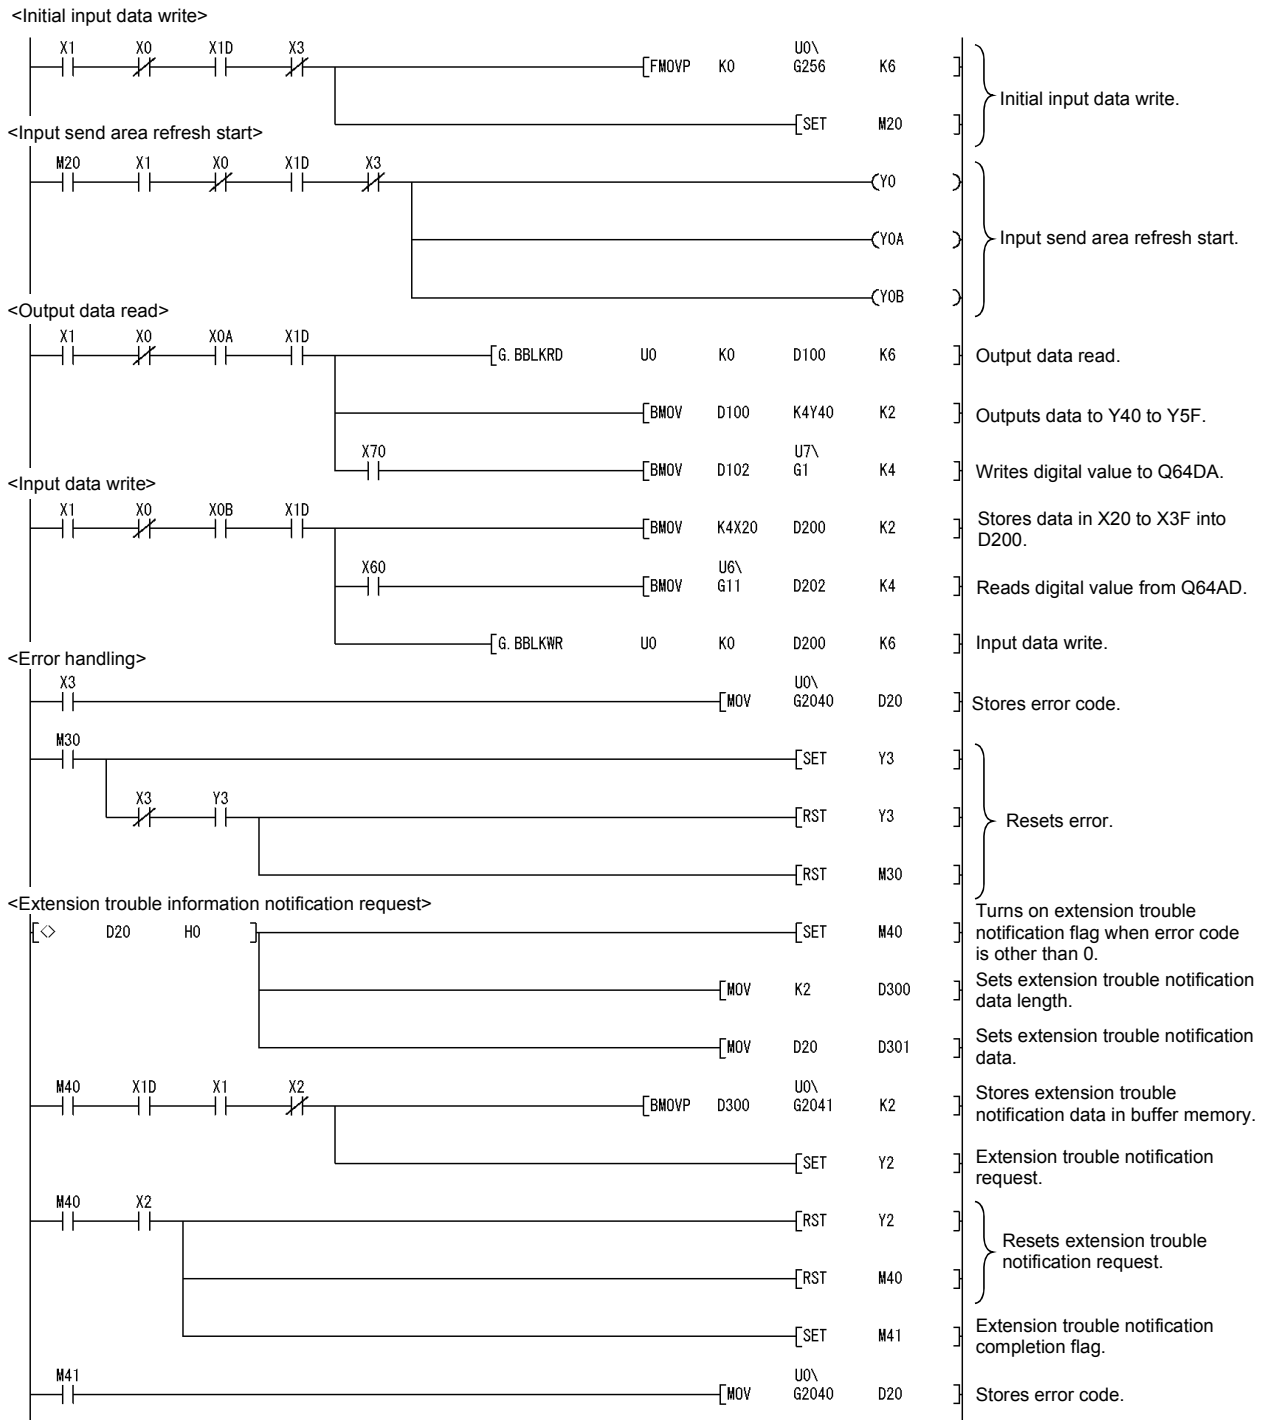 <Initial input data write>
X1 X0 X1D X3 U0\
[FMOVP K0 G256 K6 ]
Initial input data write.
[SET M20 ]
<Input send area refresh start>
M20 X1 X0 X1D X3
(Y0 )
(Y0A )
Input send area refresh start.
(Y0B )
<Output data read>
X1 X0 X0A X1D
[G.BBLKRD U0 K0 D100 K6 ]
Output data read.
[BMOV D100 K4Y40 K2 ]
Outputs data to Y40 to Y5F.
X70 U7\
[BMOV D102 G1 K4 ]
Writes digital value to Q64DA.
<Input data write>
X1 X0 X0B X1D
[BMOV K4X20 D200 K2 ]
Stores data in X20 to X3F into
D200.
X60 U6\
[BMOV G11 D202 K4 ]
Reads digital value from Q64AD.
[G.BBLKWR U0 K0 D200 K6 ]
Input data write.
<Error handling>
X3 U0\
[MOV G2040 D20 ]
Stores error code.
M30
[SET Y3 ]
X3 Y3
[RST Y3 ]
Resets error.
[RST M30 ]
<Extension trouble information notification request>
[<> D20 H0 ]
[SET M40 ]
Turns on extension trouble
notification flag when error code
is other than 0.
[MOV K2 D300 ]
Sets extension trouble notification
data length.
[MOV D20 D301 ]
Sets extension trouble notification
data.
M40 X1D X1 X2 U0\
[BMOVP D300 G2041 K2 ]
Stores extension trouble
notification data in buffer memory.
[SET Y2 ]
Extension trouble notification
request.
M40 X2
[RST Y2 ]
[RST M40 ]
Resets extension trouble
notification request.
[SET M41 ]
Extension trouble notification
completion flag.
M41 U0\
[MOV G2040 D20 ]
Stores error code.